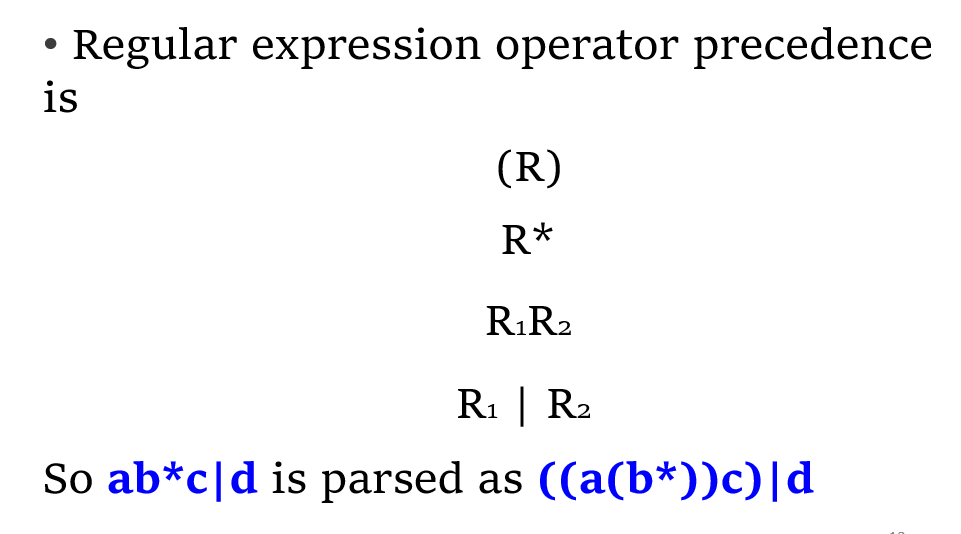 • Regular expression operator precedence
is
(R)
R*
R₁R₂
R₁ | R₂
So ab*c|d is parsed as ((a(b*))c)|d